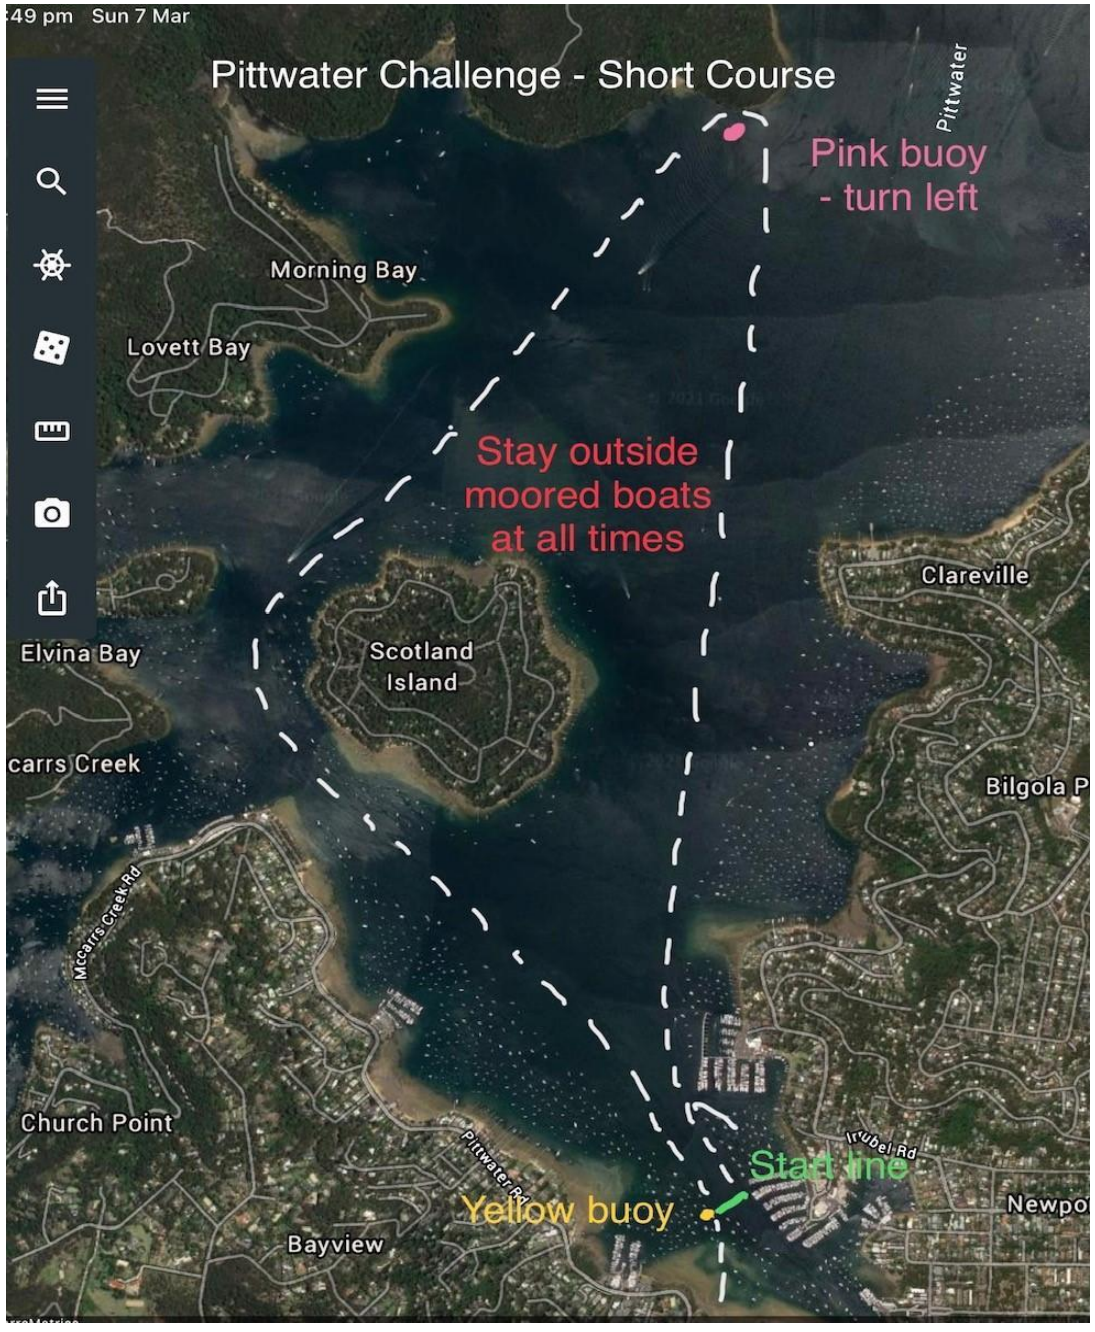 :49 pm Sun 7 Mar
Pittwater Challenge - Short Course
Pittwater
Pink buoy
- turn left
Morning Bay
Lovett Bay
Stay outside
moored boats
at all times
Clareville
Elvina Bay
Scotland
Island
carrs Creek
Bilgola P
Mccarrs Creek Rd
Church Point
Irrubel Rd
Start line
Pittwater Rd
Yellow buoy
Newpo
Bayview